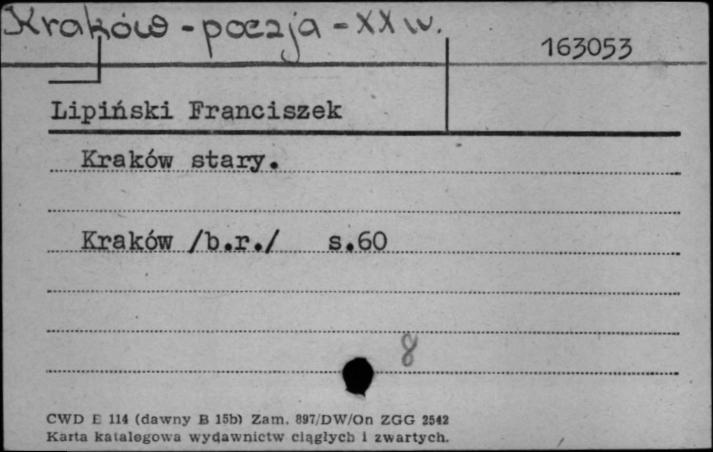 Kraków - poezja - XX w.
163053
Lipiński Franciszek
Kraków stary.
Kraków /b.r./ s.60
8
CWD E 114 (dawny B 15b) Zam. 897/DW/On ZGG 2542
Karta katalogowa wydawnictw ciągłych i zwartych.